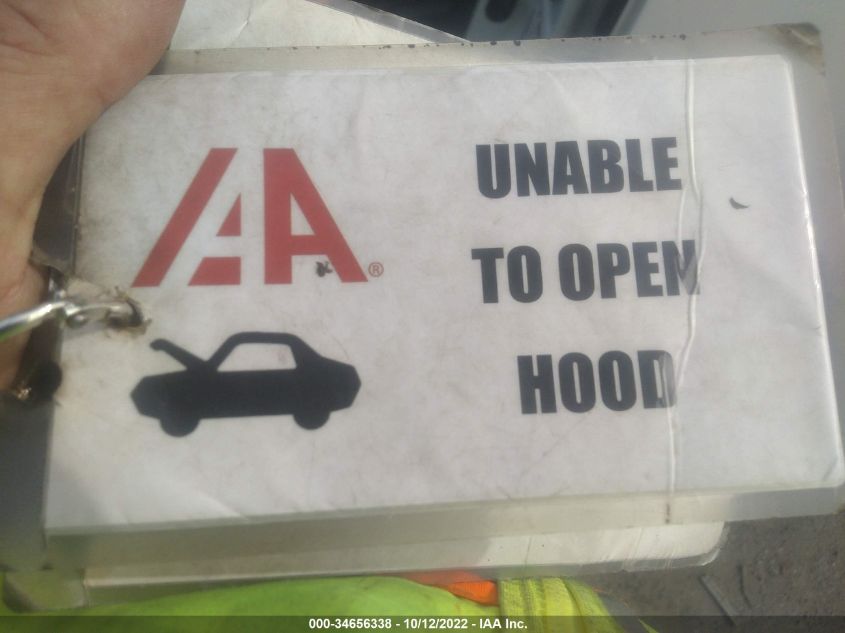 IAA®
UNABLE
TO OPEN
HOOD
000-34656338 - 10/12/2022 - IAA Inc.